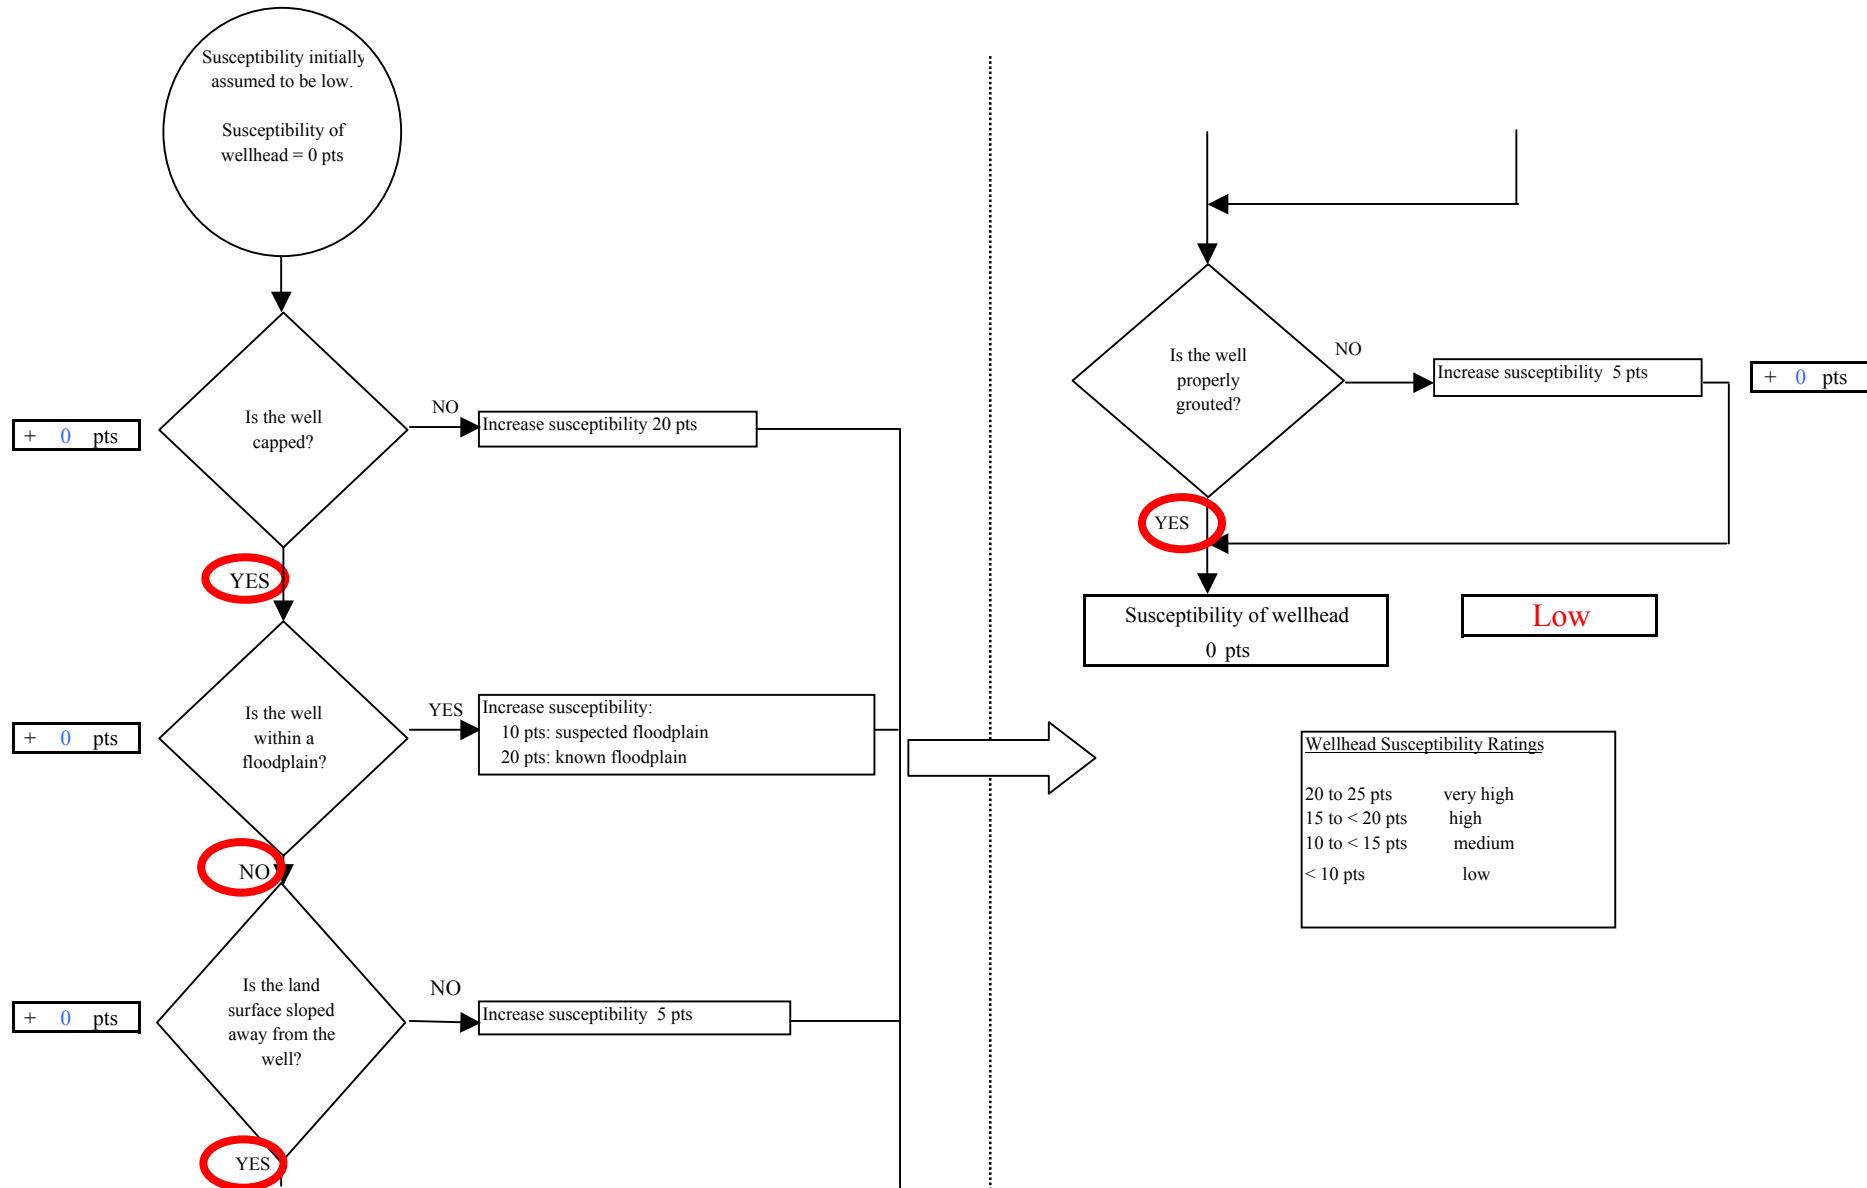 Susceptibility initially
assumed to be low.
Susceptibility of
wellhead = 0 pts
Is the well
capped?
NO
Increase susceptibility 20 pts
+ 0 pts
YES
Is the well
within a
floodplain?
YES
Increase susceptibility:
10 pts: suspected floodplain
20 pts: known floodplain
+ 0 pts
NO
Is the land
surface sloped
away from the
well?
NO
Increase susceptibility 5 pts
+ 0 pts
YES
Is the well
properly
grouted?
NO
Increase susceptibility 5 pts
+ 0 pts
YES
Susceptibility of wellhead
0 pts
Low
Wellhead Susceptibility Ratings
20 to 25 pts very high
15 to < 20 pts high
10 to < 15 pts medium
< 10 pts low